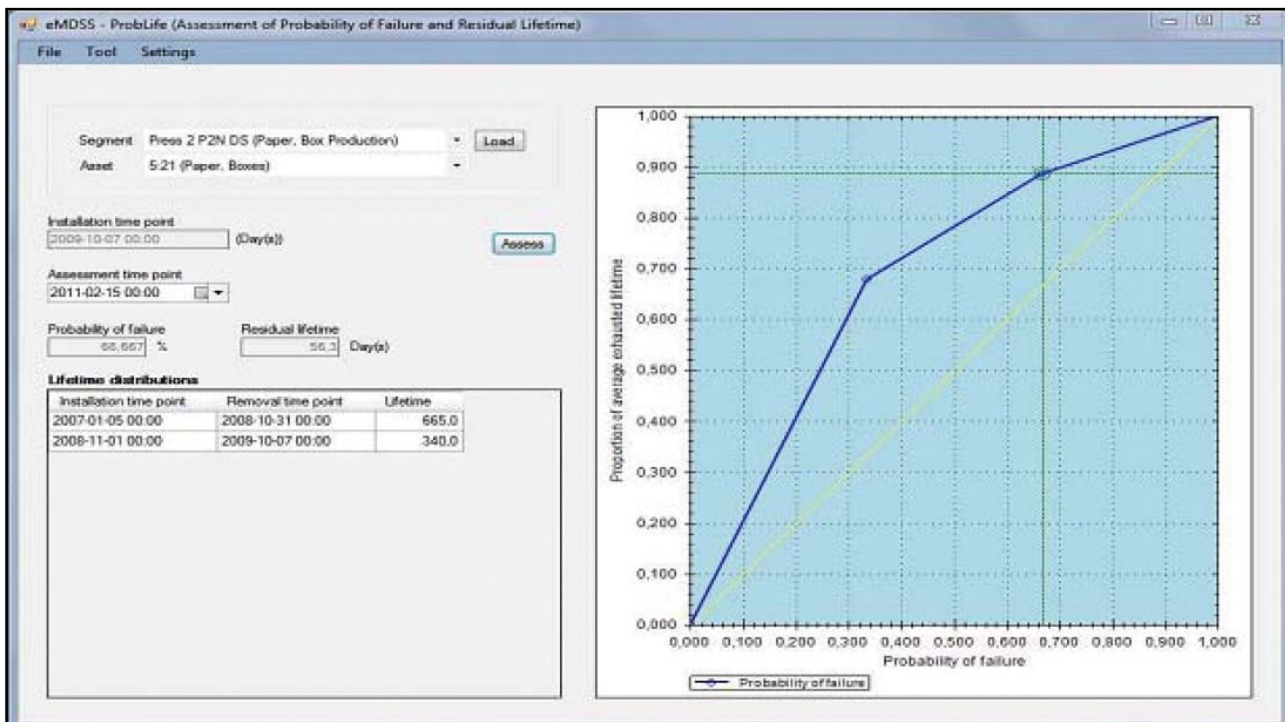 eMDSS - ProbLife (Assessment of Probability of Failure and Residual Lifetime)
File Tool Settings
Segment Press 2 P2N DS (Paper, Box Production) Load
Asset 5:21 (Paper, Boxes)
Installation time point
2009-10-07 00:00 (Day(s))
Assess
Assessment time point
2011-02-15 00:00
Probability of failure Residual lifetime
66,667 % 56,3 Day(s)
Lifetime distributions
Installation time point Removal time point Lifetime
2007-01-05 00:00 2008-10-31 00:00 665,0
2008-11-01 00:00 2009-10-07 00:00 340,0
1,000
0,900
0,800
0,700
0,600
0,500
0,400
0,300
0,200
0,100
0,000
Proportion of average exhausted lifetime
0,000 0,100 0,200 0,300 0,400 0,500 0,600 0,700 0,800 0,900 1,000
Probability of failure
Probability of failure